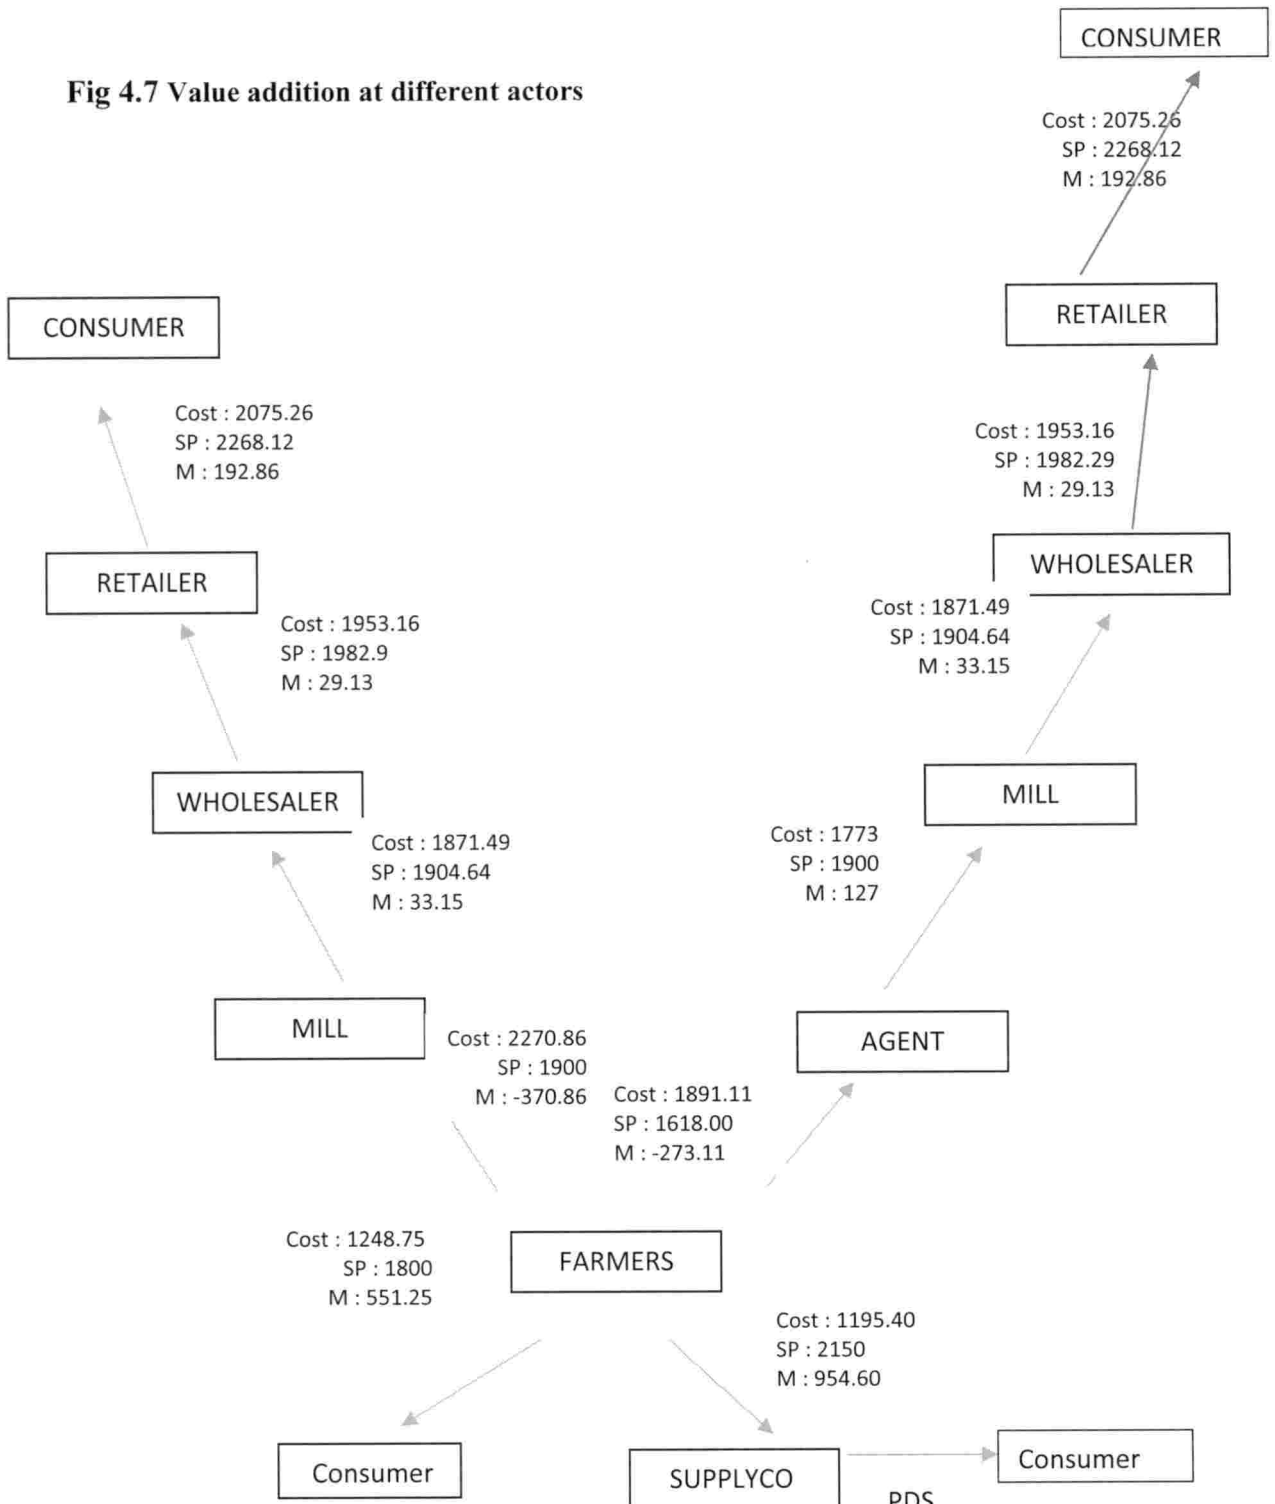 CONSUMER
Fig 4.7 Value addition at different actors
Cost : 2075.26
SP : 2268.12
M : 192.86
RETAILER
CONSUMER
Cost : 2075.26
SP : 2268.12
M : 192.86
Cost : 1953.16
SP : 1982.29
M : 29.13
WHOLESALER
RETAILER
Cost : 1953.16
SP : 1982.9
M : 29.13
Cost : 1871.49
SP : 1904.64
M : 33.15
MILL
WHOLESALER
Cost : 1871.49
SP : 1904.64
M : 33.15
Cost : 1773
SP : 1900
M : 127
MILL
AGENT
Cost : 2270.86
SP : 1900
M : -370.86
Cost : 1891.11
SP : 1618.00
M : -273.11
Cost : 1248.75
SP : 1800
M : 551.25
FARMERS
Cost : 1195.40
SP : 2150
M : 954.60
Consumer
SUPPLYCO
Consumer
PDS